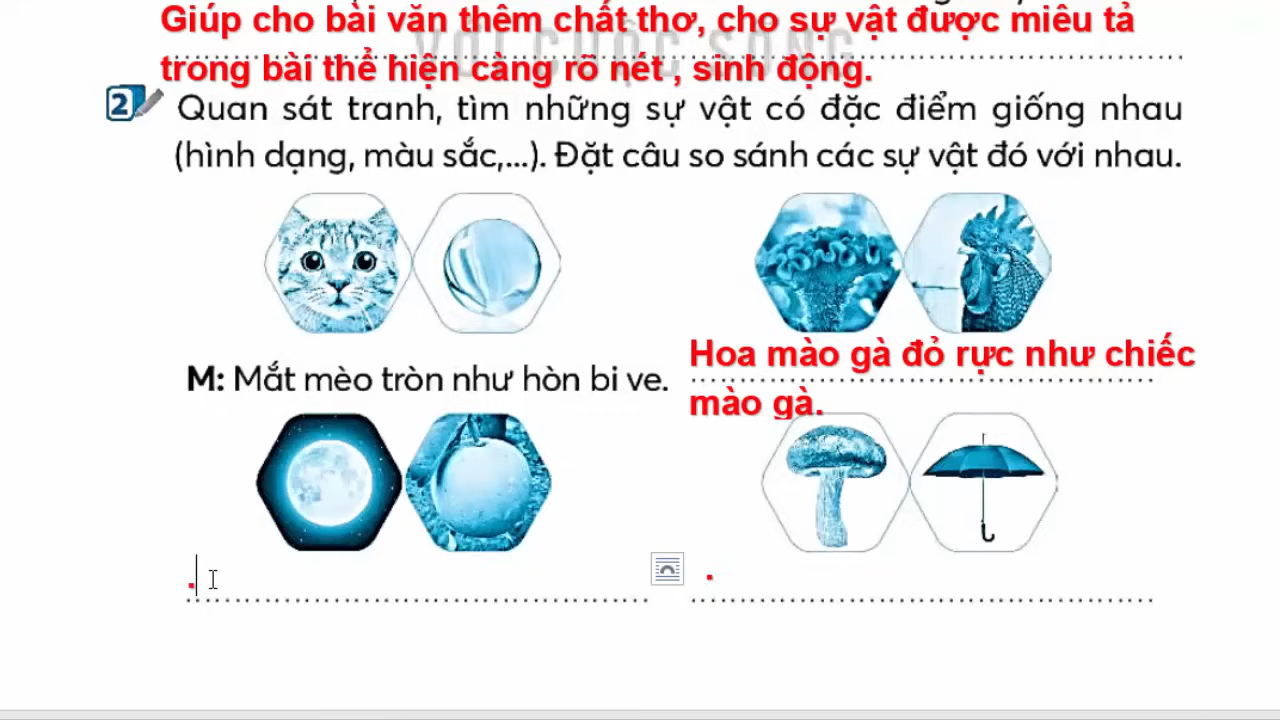 Giúp cho bài văn thêm chất thơ, cho sự vật được miêu tả
VỚI CUỘC SỐNG
trong bài thể hiện càng rõ nét , sinh động.
2 Quan sát tranh, tìm những sự vật có đặc điểm giống nhau
(hình dạng, màu sắc,...). Đặt câu so sánh các sự vật đó với nhau.
M: Mắt mèo tròn như hòn bi ve.
Hoa mào gà đỏ rực như chiếc
mào gà.
.
.